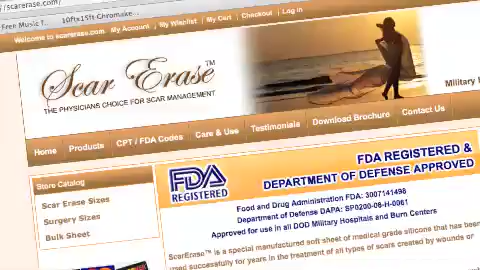 /scarerase.com/
Free Music f...
10ftx15ft Chromake...
Welcome to scarerase.com
My Account | My Wishlist / My Cart | Checkout | Log in
Scar Erase™
THE PHYSICIANS CHOICE FOR SCAR MANAGEMENT
Military
Home
Products
CPT / FDA Codes
Care & Use
Testimonials
Download Brochure
Contact Us
Store Catalog
Scar Erase Sizes
Surgery Sizes
Bulk Sheet
FDA
REGISTERED
FDA REGISTERED &
DEPARTMENT OF DEFENSE APPROVED
Food and Drug Administration FDA: 3007141498
Department of Defense DAPA: SP0200-06-H-0061
Approved for use in all DOD Military Hospitals and Burn Centers
ScarErase™ is a special manufactured soft sheet of medical grade silicone that has been
used successfully for years in the treatment of all types of scars created by wounds or